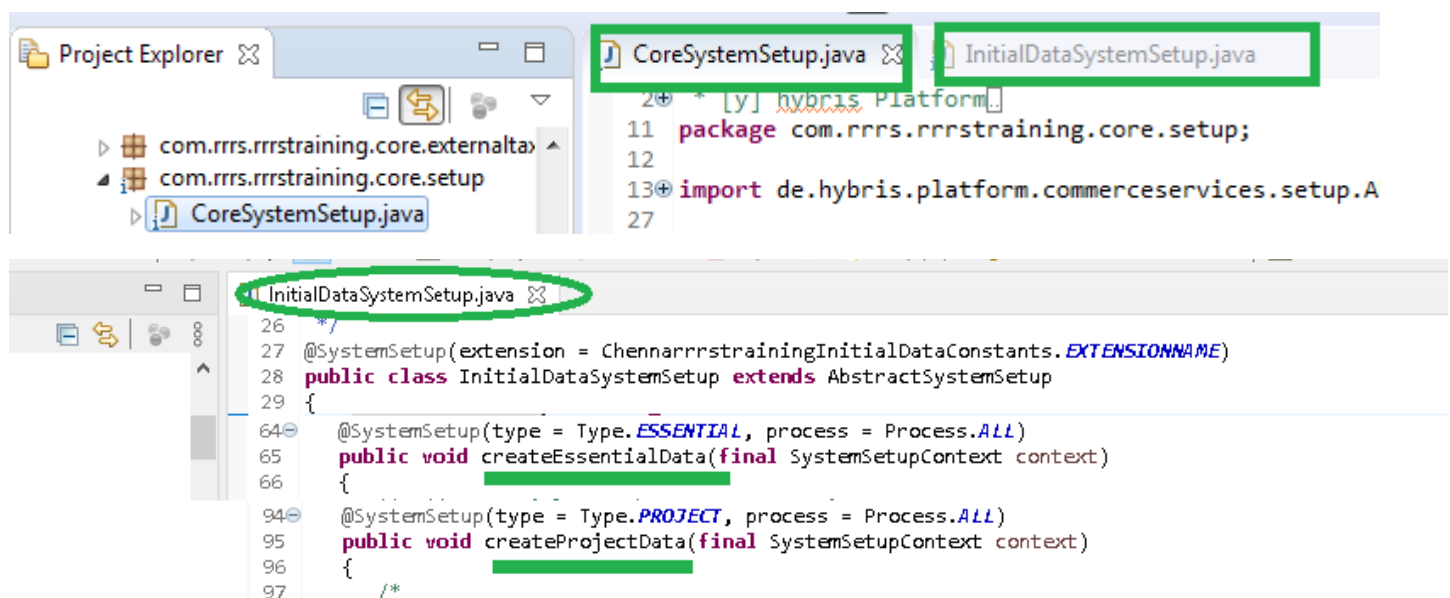 Project Explorer
CoreSystemSetup.java
InitialDataSystemSetup.java
2 * [y] hybris Platform
com.rrrs.rrrstraining.core.externaltax
11 package com.rrrs.rrrstraining.core.setup;
12
com.rrrs.rrrstraining.core.setup
13 import de.hybris.platform.commerceservices.setup.A
CoreSystemSetup.java
27
InitialDataSystemSetup.java
26 */
27 @SystemSetup(extension = ChennarrrstrainingInitialDataConstants.EXTENSIONNAME)
28 public class InitialDataSystemSetup extends AbstractSystemSetup
29 {
64 @SystemSetup(type = Type.ESSENTIAL, process = Process.ALL)
65 public void createEssentialData(final SystemSetupContext context)
66 {
94 @SystemSetup(type = Type.PROJECT, process = Process.ALL)
95 public void createProjectData(final SystemSetupContext context)
96 {
97 /*